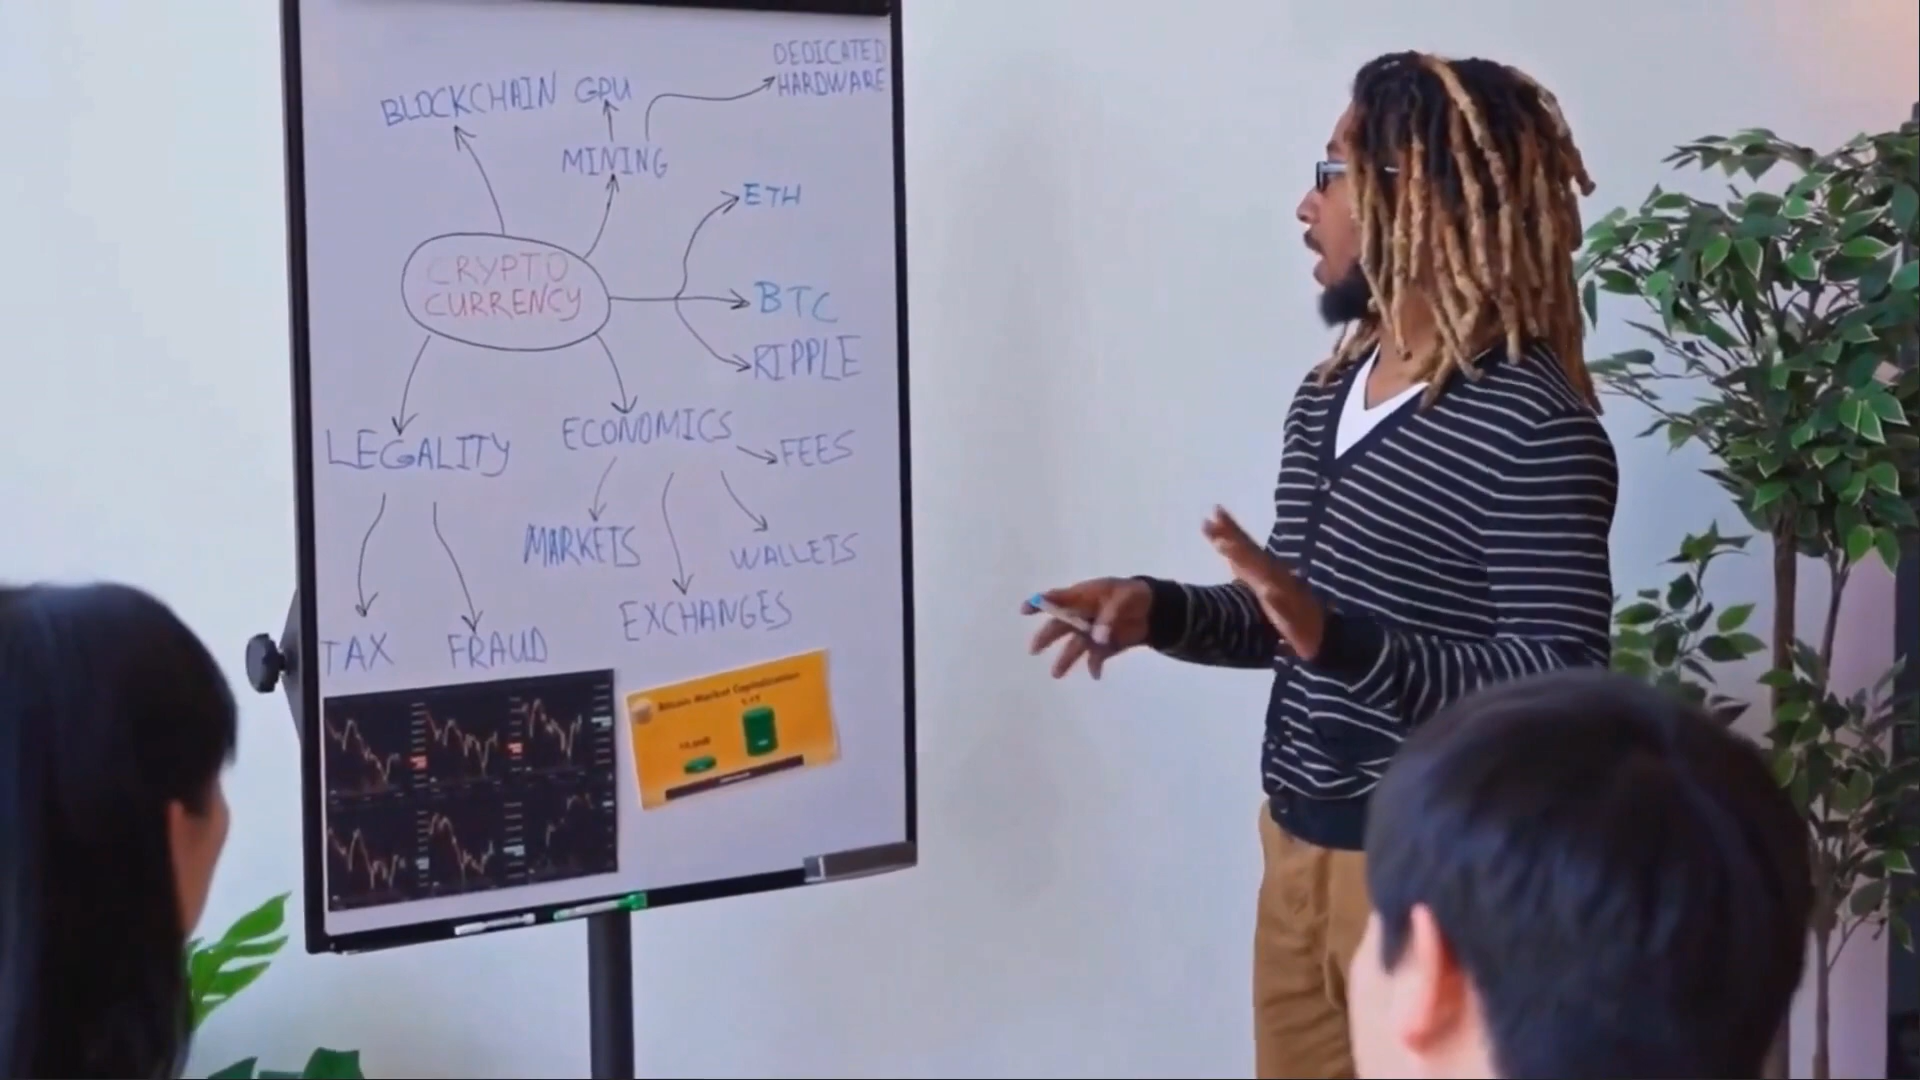 DEDICATED
HARDWARE
BLOCKCHAIN GPU
MINING
ETH
CRYPTO
CURRENCY
BTC
RIPPLE
LEGALITY
ECONOMICS
FEES
MARKETS
WALLETS
EXCHANGES
TAX
FRAUD
Bitcoin Market Capitalization